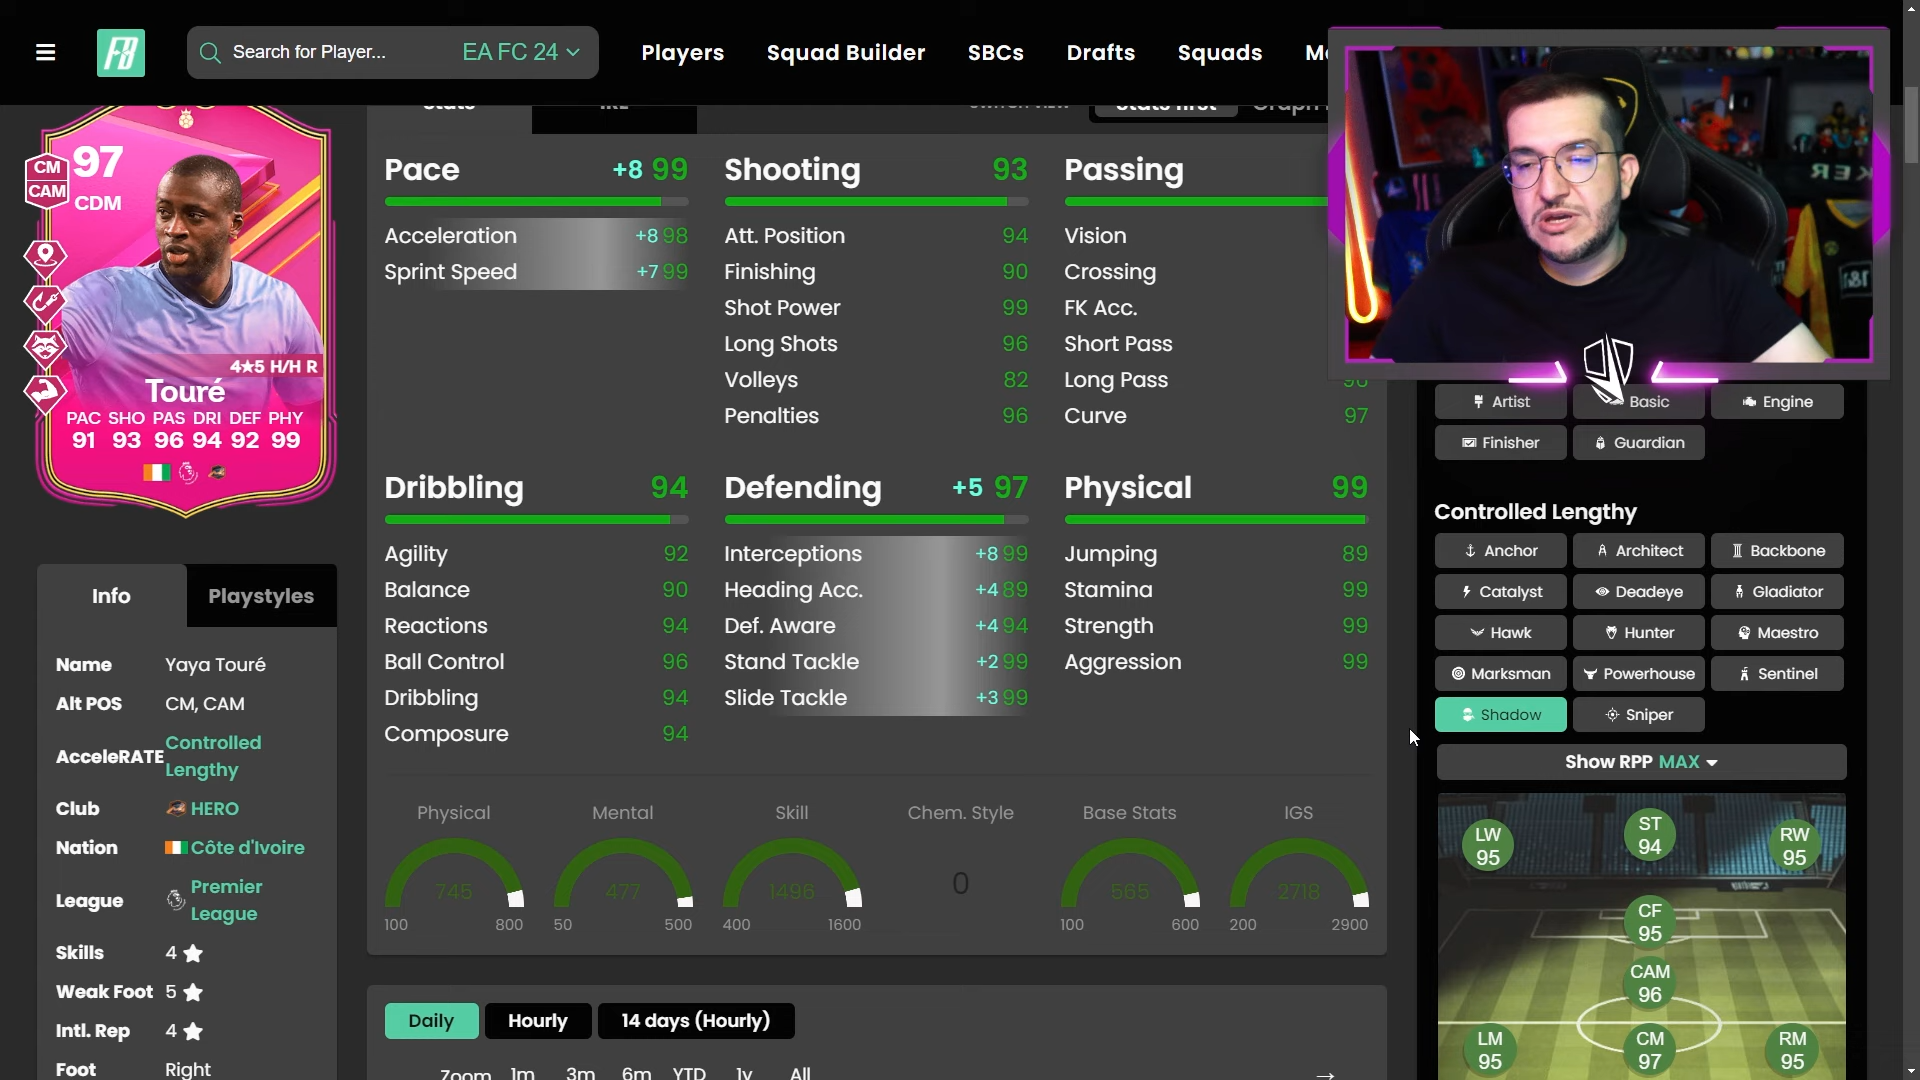 FB
Search for Player...
EA FC 24
Players
Squad Builder
SBCs
Drafts
Squads
97
CM
CAM
CDM
4★5 H/H R
Touré
PAC SHO PAS DRI DEF PHY
91 93 96 94 92 99
Info
Playstyles
Name Yaya Touré
Alt POS CM, CAM
AcceleRATE Controlled
Lengthy
Club HERO
Nation Côte d'Ivoire
League Premier
League
Skills 4 ★
Weak Foot 5 ★
Intl. Rep 4 ★
Foot Right
Pace +8 99
Acceleration +8 98
Sprint Speed +7 99
Shooting 93
Att. Position 94
Finishing 90
Shot Power 99
Long Shots 96
Volleys 82
Penalties 96
Passing
Vision
Crossing
FK Acc.
Short Pass
Long Pass
Curve 97
Dribbling 94
Agility 92
Balance 90
Reactions 94
Ball Control 96
Dribbling 94
Composure 94
Defending +5 97
Interceptions +8 99
Heading Acc. +4 89
Def. Aware +4 94
Stand Tackle +2 99
Slide Tackle +3 99
Physical 99
Jumping 89
Stamina 99
Strength 99
Aggression 99
Physical
745
100 800
Mental
477
50 500
Skill
1496
400 1600
Chem. Style
0
Base Stats
565
100 600
IGS
2718
200 2900
Daily
Hourly
14 days (Hourly)
Zoom 1m 3m 6m YTD 1y All →
Artist
Basic
Engine
Finisher
Guardian
Controlled Lengthy
Anchor
Architect
Backbone
Catalyst
Deadeye
Gladiator
Hawk
Hunter
Maestro
Marksman
Powerhouse
Sentinel
Shadow
Sniper
Show RPP MAX
LW
95
ST
94
RW
95
CF
95
CAM
96
LM
95
CM
97
RM
95